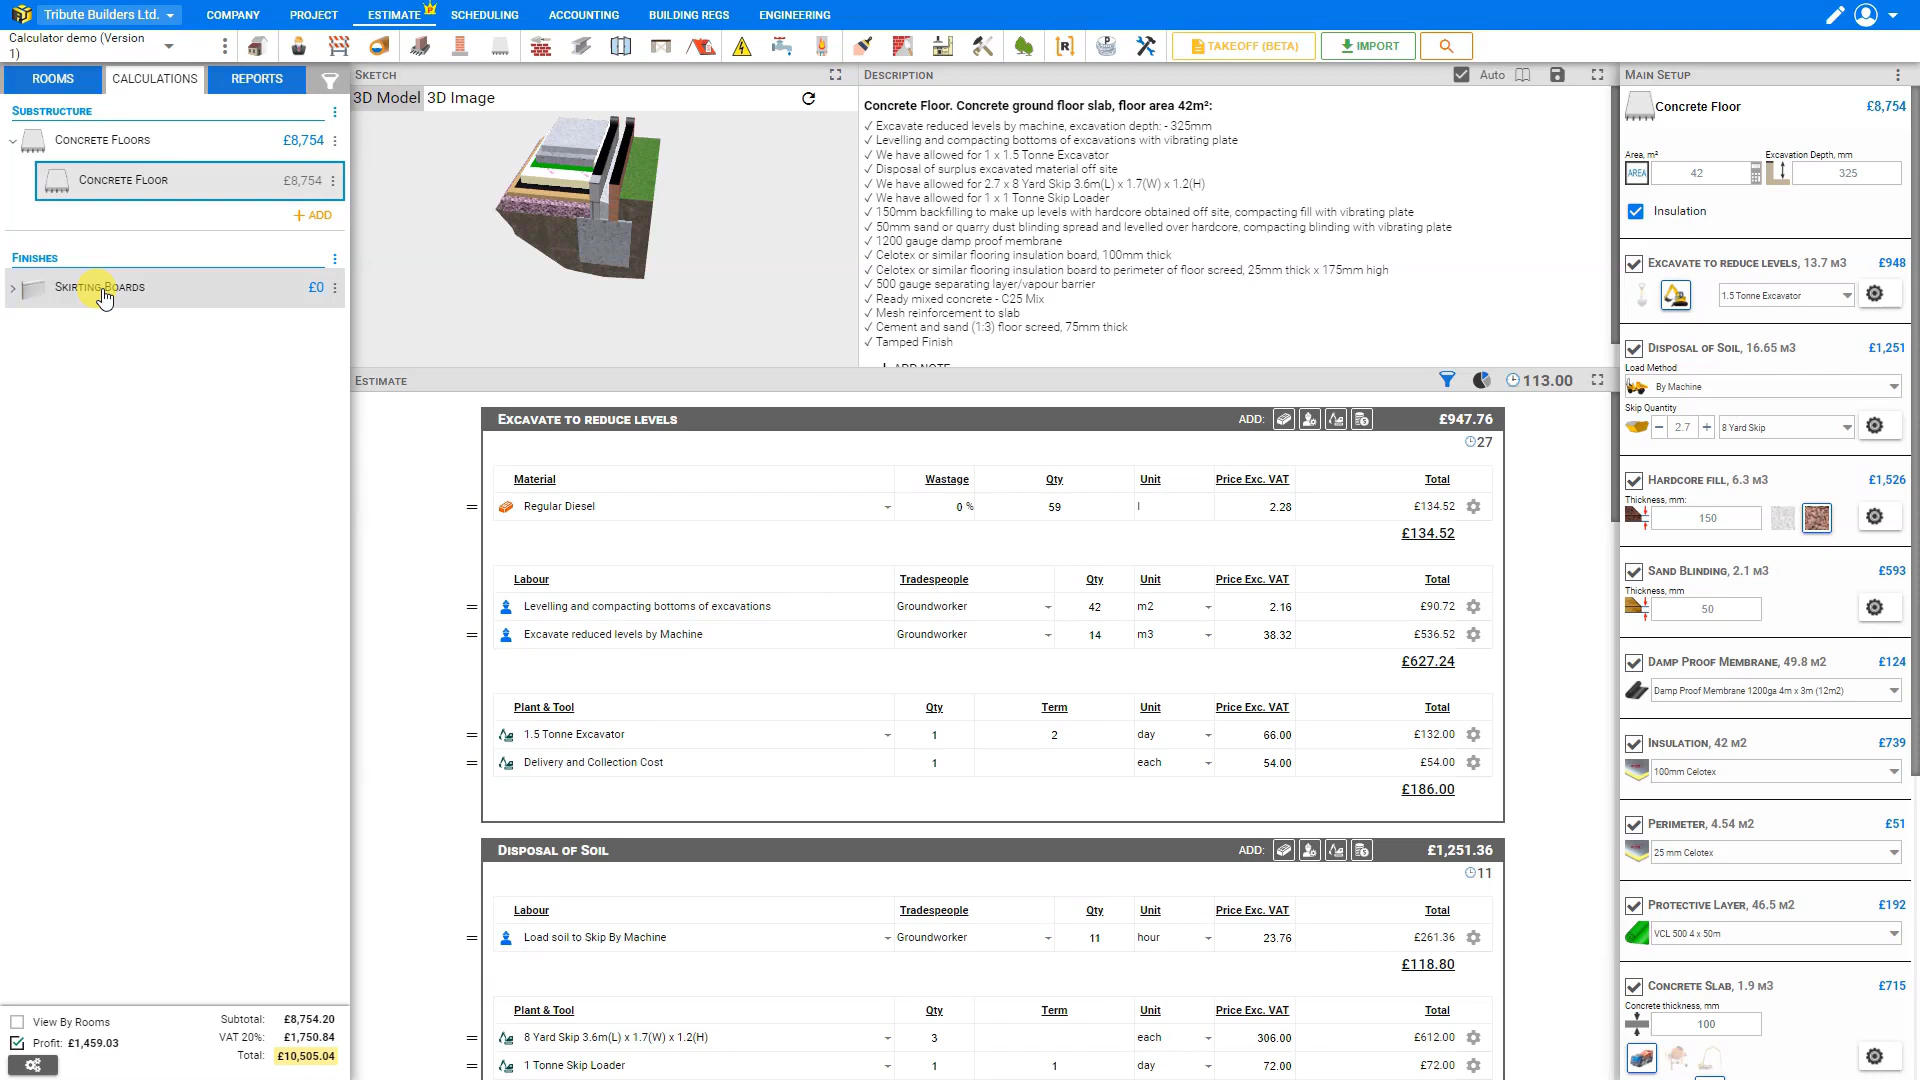 Tribute Builders Ltd. COMPANY PROJECT ESTIMATE SCHEDULING ACCOUNTING BUILDING REGS ENGINEERING
Calculator demo (Version 1)
TAKEOFF (BETA) IMPORT
ROOMS CALCULATIONS REPORTS
SUBSTRUCTURE
CONCRETE FLOORS £8,754
CONCRETE FLOOR £8,754
+ ADD
FINISHES
SKIRTING BOARDS £0
View By Rooms
Profit: £1,459.03
Subtotal: £8,754.20
VAT 20%: £1,750.84
Total: £10,505.04
SKETCH
3D Model 3D Image
DESCRIPTION Auto
Concrete Floor. Concrete ground floor slab, floor area 42m²:
✓ Excavate reduced levels by machine, excavation depth: - 325mm
✓ Levelling and compacting bottoms of excavations with vibrating plate
✓ We have allowed for 1 x 1.5 Tonne Excavator
✓ Disposal of surplus excavated material off site
✓ We have allowed for 2.7 x 8 Yard Skip 3.6m(L) x 1.7(W) x 1.2(H)
✓ We have allowed for 1 x 1 Tonne Skip Loader
✓ 150mm backfilling to make up levels with hardcore obtained off site, compacting fill with vibrating plate
✓ 50mm sand or quarry dust blinding spread and levelled over hardcore, compacting blinding with vibrating plate
✓ 1200 gauge damp proof membrane
✓ Celotex or similar flooring insulation board, 100mm thick
✓ Celotex or similar flooring insulation board to perimeter of floor screed, 25mm thick x 175mm high
✓ 500 gauge separating layer/vapour barrier
✓ Ready mixed concrete - C25 Mix
✓ Mesh reinforcement to slab
✓ Cement and sand (1:3) floor screed, 75mm thick
✓ Tamped Finish
ADD NOTE
ESTIMATE 113.00
EXCAVATE TO REDUCE LEVELS ADD: £947.76
27
Material Wastage Qty Unit Price Exc. VAT Total
Regular Diesel 0 % 59 l 2.28 £134.52
£134.52
Labour Tradespeople Qty Unit Price Exc. VAT Total
Levelling and compacting bottoms of excavations Groundworker 42 m2 2.16 £90.72
Excavate reduced levels by Machine Groundworker 14 m3 38.32 £536.52
£627.24
Plant & Tool Qty Term Unit Price Exc. VAT Total
1.5 Tonne Excavator 1 2 day 66.00 £132.00
Delivery and Collection Cost 1 each 54.00 £54.00
£186.00
DISPOSAL OF SOIL ADD: £1,251.36
11
Labour Tradespeople Qty Unit Price Exc. VAT Total
Load soil to Skip By Machine Groundworker 11 hour 23.76 £261.36
£118.80
Plant & Tool Qty Term Unit Price Exc. VAT Total
8 Yard Skip 3.6m(L) x 1.7(W) x 1.2(H) 3 each 306.00 £612.00
1 Tonne Skip Loader 1 1 day 72.00 £72.00
MAIN SETUP
Concrete Floor £8,754
Area, m² Excavation Depth, mm
AREA 42 325
Insulation
EXCAVATE TO REDUCE LEVELS, 13.7 M3 £948
1.5 Tonne Excavator
DISPOSAL OF SOIL, 16.65 M3 £1,251
Load Method
By Machine
Skip Quantity
2.7 + 8 Yard Skip
HARDCORE FILL, 6.3 M3 £1,526
Thickness, mm:
150
SAND BLINDING, 2.1 M3 £593
Thickness, mm
50
DAMP PROOF MEMBRANE, 49.8 M2 £124
Damp Proof Membrane 1200ga 4m x 3m (12m2)
INSULATION, 42 M2 £739
100mm Celotex
PERIMETER, 4.54 M2 £51
25 mm Celotex
PROTECTIVE LAYER, 46.5 M2 £192
VCL 500 4 x 50m
CONCRETE SLAB, 1.9 M3 £715
Concrete thickness, mm
100